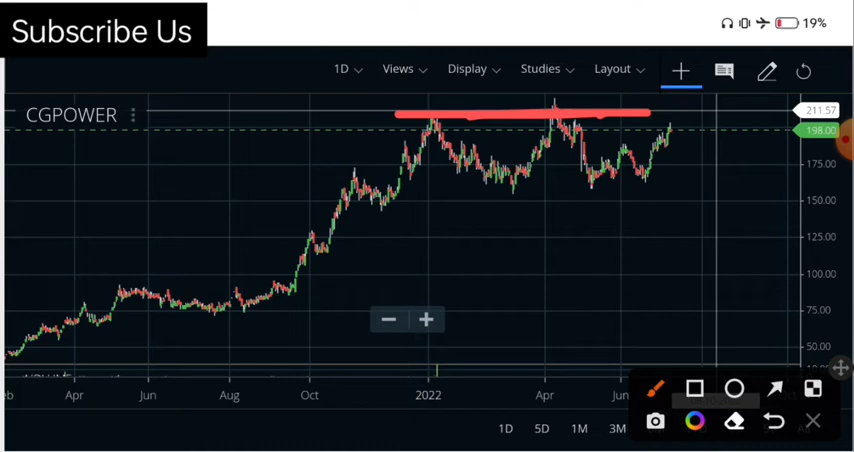 Subscribe Us
19%
1D Views Display Studies Layout
CGPOWER
211.57
198.00
175.00
150.00
125.00
100.00
75.00
50.00
eb Apr Jun Aug Oct 2022 Apr Jun
1D 5D 1M 3M